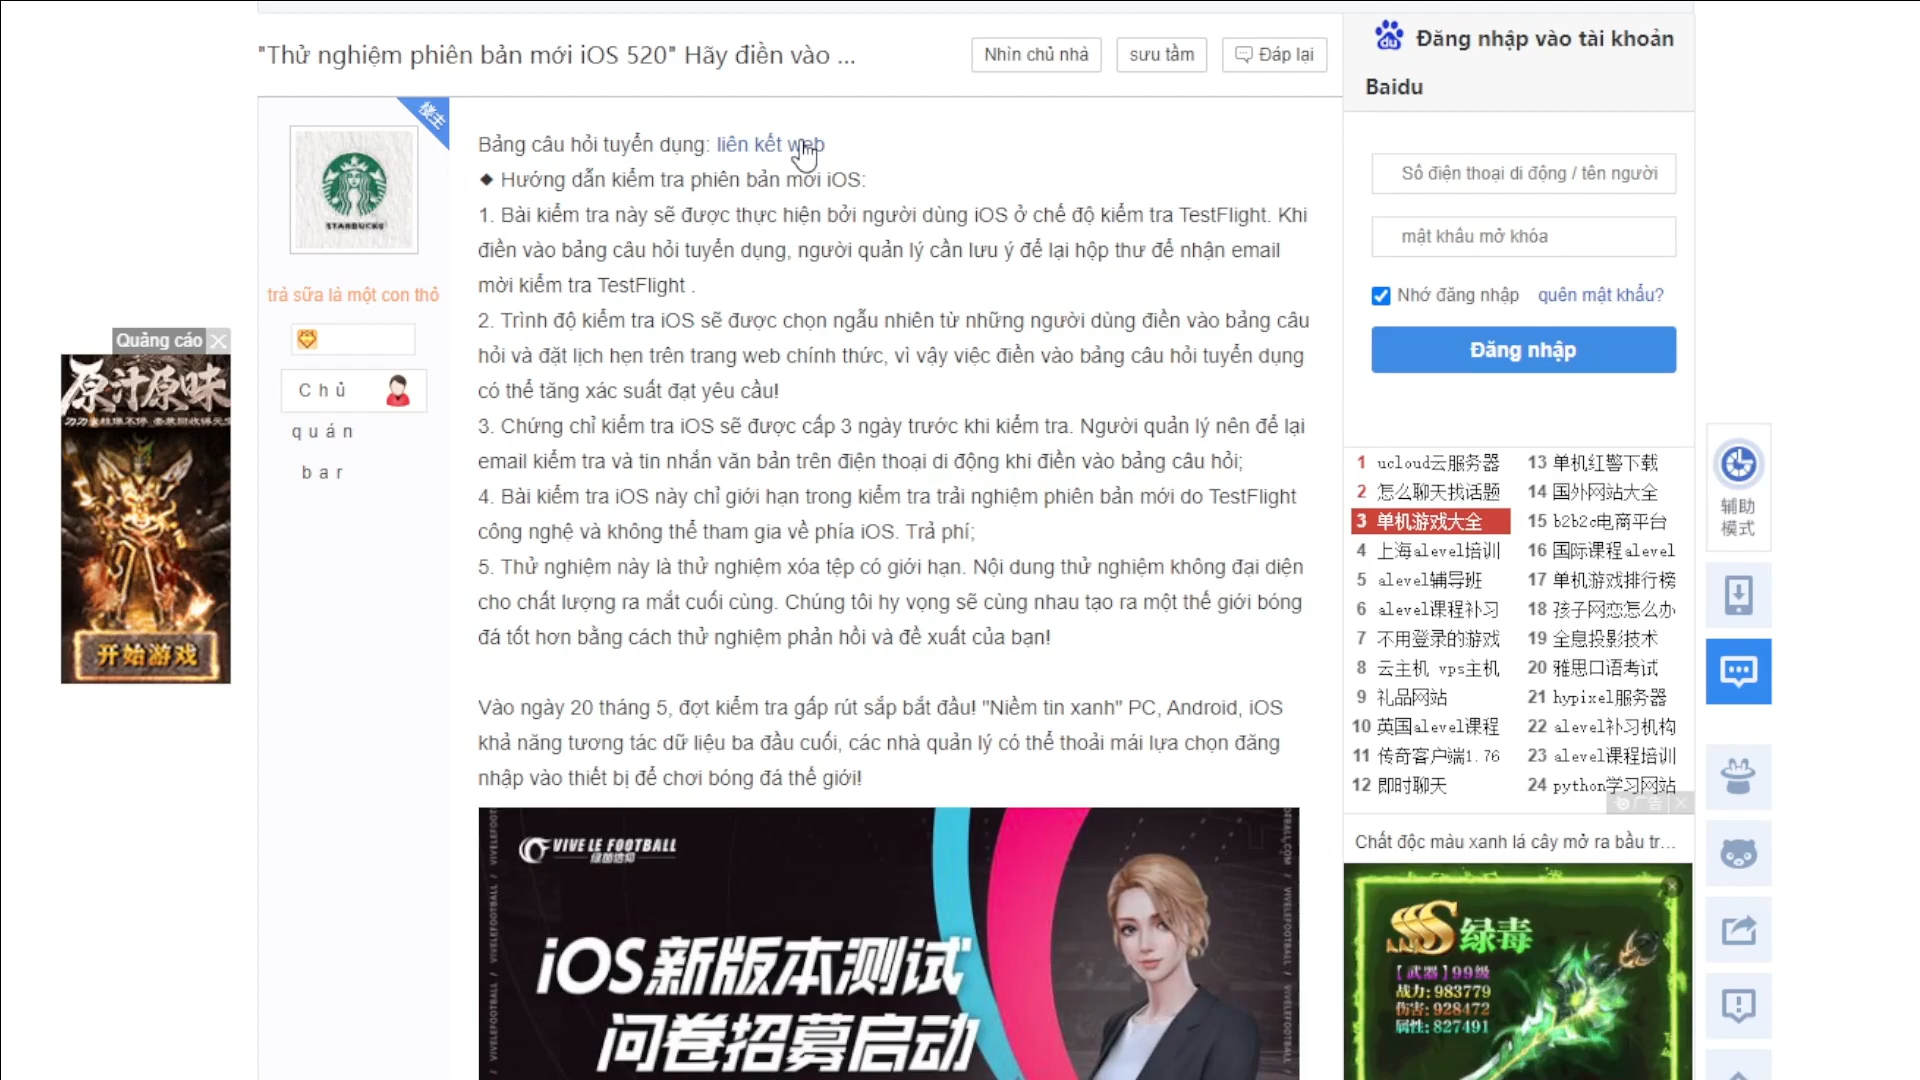 "Thử nghiệm phiên bản mới iOS 520" Hãy điền vào ...
Nhìn chủ nhà
sưu tầm
Đáp lại
Đăng nhập vào tài khoản
Baidu
楼主
STARBUCKS
trà sữa là một con thỏ
Chủ
quán
bar
Bảng câu hỏi tuyển dụng: liên kết web
◆ Hướng dẫn kiểm tra phiên bản mới iOS:
1. Bài kiểm tra này sẽ được thực hiện bởi người dùng iOS ở chế độ kiểm tra TestFlight. Khi
điền vào bảng câu hỏi tuyển dụng, người quản lý cần lưu ý để lại hộp thư để nhận email
mời kiểm tra TestFlight .
2. Trình độ kiểm tra iOS sẽ được chọn ngẫu nhiên từ những người dùng điền vào bảng câu
hỏi và đặt lịch hẹn trên trang web chính thức, vì vậy việc điền vào bảng câu hỏi tuyển dụng
có thể tăng xác suất đạt yêu cầu!
3. Chứng chỉ kiểm tra iOS sẽ được cấp 3 ngày trước khi kiểm tra. Người quản lý nên để lại
email kiểm tra và tin nhắn văn bản trên điện thoại di động khi điền vào bảng câu hỏi;
4. Bài kiểm tra iOS này chỉ giới hạn trong kiểm tra trải nghiệm phiên bản mới do TestFlight
công nghệ và không thể tham gia về phía iOS. Trả phí;
5. Thử nghiệm này là thử nghiệm xóa tệp có giới hạn. Nội dung thử nghiệm không đại diện
cho chất lượng ra mắt cuối cùng. Chúng tôi hy vọng sẽ cùng nhau tạo ra một thế giới bóng
đá tốt hơn bằng cách thử nghiệm phản hồi và đề xuất của bạn!
Vào ngày 20 tháng 5, đợt kiểm tra gấp rút sắp bắt đầu! "Niềm tin xanh" PC, Android, iOS
khả năng tương tác dữ liệu ba đầu cuối, các nhà quản lý có thể thoải mái lựa chọn đăng
nhập vào thiết bị để chơi bóng đá thế giới!
VIVE LE FOOTBALL
绿茵信仰
iOS新版本测试
问卷招募启动
Quảng cáo
原汁原味
开始游戏
Số điện thoại di động / tên người
mật khẩu mở khóa
Nhớ đăng nhập
quên mật khẩu?
Đăng nhập
1 ucloud云服务器
13 单机红警下载
2 怎么聊天找话题
14 国外网站大全
3 单机游戏大全
15 b2b2c电商平台
4 上海alevel培训
16 国际课程alevel
5 alevel辅导班
17 单机游戏排行榜
6 alevel课程补习
18 孩子网恋怎么办
7 不用登录的游戏
19 全息投影技术
8 云主机 vps主机
20 雅思口语考试
9 礼品网站
21 hypixel服务器
10 英国alevel课程
22 alevel补习机构
11 传奇客户端1.76
23 alevel课程培训
12 即时聊天
24 python学习网站
广告
Chất độc màu xanh lá cây mở ra bầu tr...
SSS绿毒
【武器】99级
战力: 983779
伤害: 928472
属性: 827491
辅助
模式